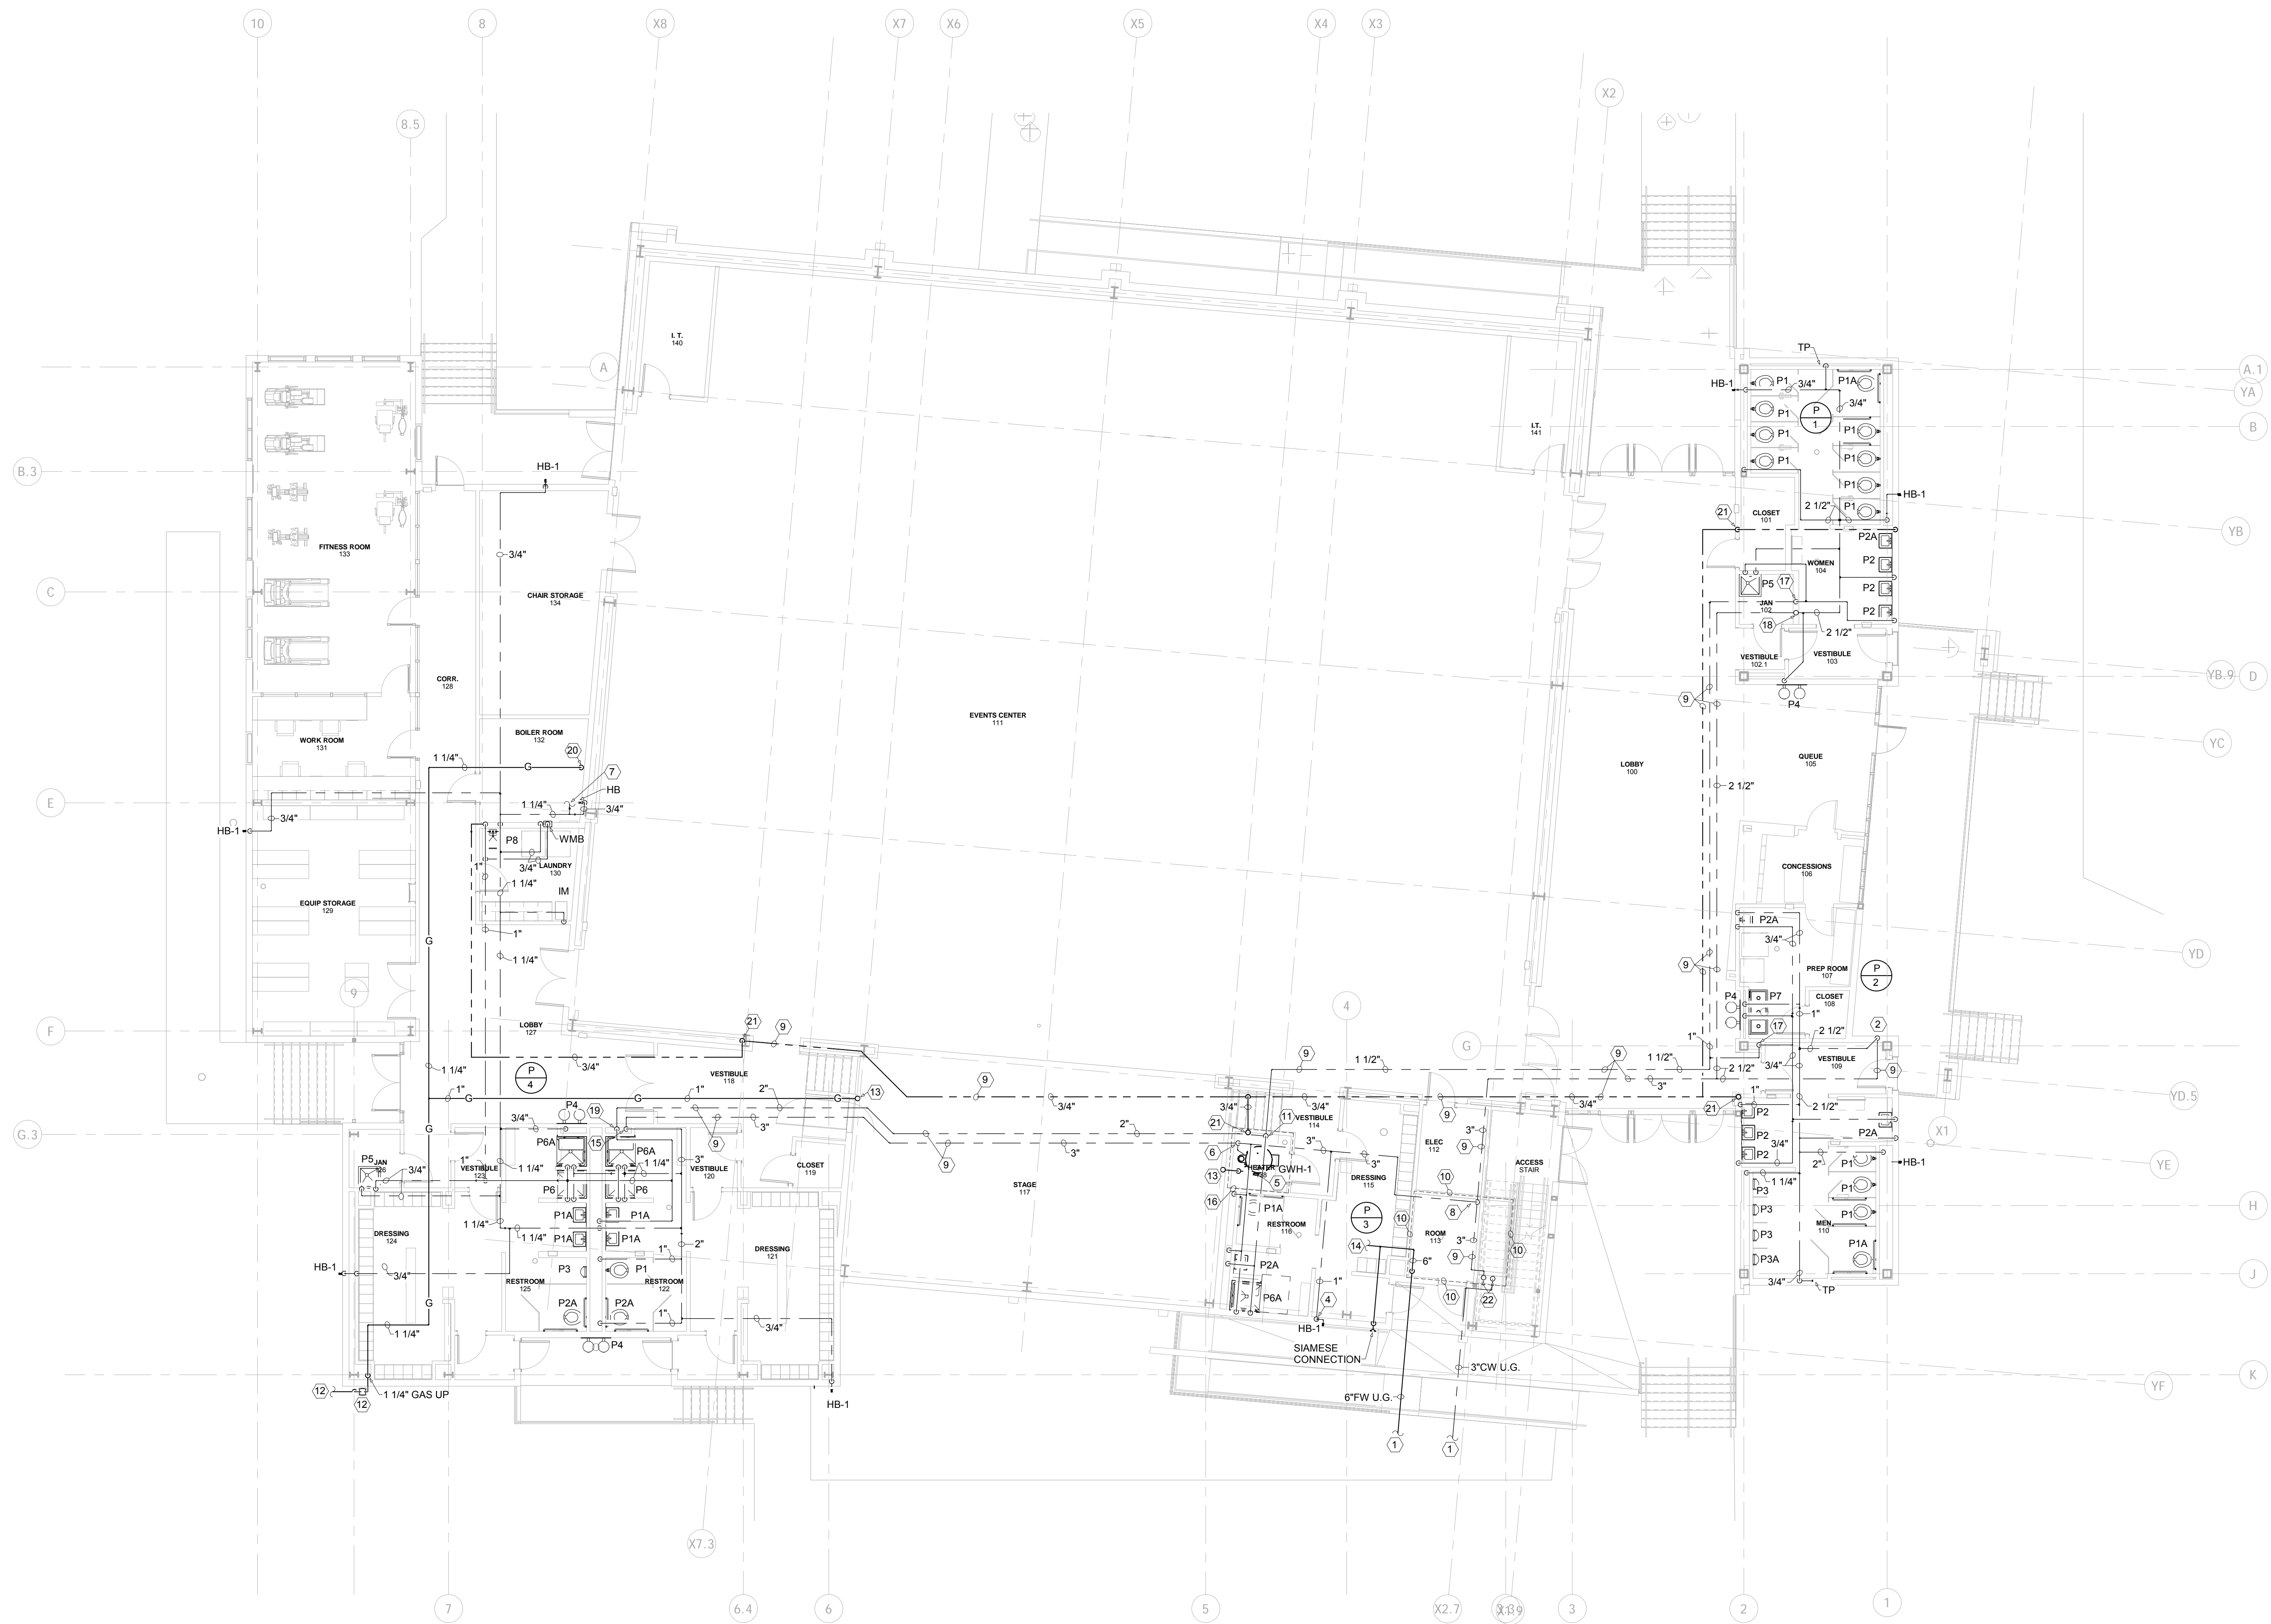 10
8
X8
X7
X6
X5
X4
X3
X2
8.5
A
A.1
YA
B
B.3
YB
C
YB.9
D
YC
E
YD
9
4
F
G
YD.5
X1
G.3
YE
H
J
K
YF
X7.3
7
6.4
6
5
X2.7
3
2
1
I. T.
140
I.T.
141
TP
HB-1
P1
3/4"
P1A
3/4"
P1
P
1
P1
P1
P1
P1
P1
P1
HB-1
2 1/2"
CLOSET
101
21
P2A
WOMEN
104
P2
P5
17
P2
JAN
102
P2
18
2 1/2"
VESTIBULE
102.1
VESTIBULE
103
9
P4
HB-1
3/4"
FITNESS ROOM
133
CHAIR STORAGE
134
CORR.
128
EVENTS CENTER
111
LOBBY
100
QUEUE
105
WORK ROOM
131
BOILER ROOM
132
1 1/4"
G
20
7
HB
1 1/4"
3/4"
2 1/2"
HB-1
3/4"
P8
WMB
1"
3/4"
LAUNDRY
130
1 1/4"
IM
EQUIP STORAGE
129
1"
G
1 1/4"
CONCESSIONS
106
P2A
3/4"
9
PREP ROOM
107
P
2
CLOSET
108
P4
P7
1"
17
2
2 1/2"
1"
3/4"
3/4"
VESTIBULE
109
9
2 1/2"
LOBBY
127
21
9
3/4"
P
4
VESTIBULE
118
1 1/4"
1"
G
G
1"
2"
G
13
9
3/4"
9
1 1/2"
9
1 1/2"
3"
3/4"
3/4"
9
3/4"
21
1"
2 1/2"
P4
3/4"
19
15
9
3"
9
2"
3"
21
VESTIBULE
114
11
6
3"
3"
ELEC
112
3"
9
ACCESS
STAIR
P2
P2
P2
3/4"
P2A
2"
P1
HB-1
G
P6A
P6A
3"
1 1/4"
1 1/4"
P5
JAN
126
3/4"
1"
VESTIBULE
123
VESTIBULE
120
CLOSET
119
P6
P6
STAGE
117
13
GWH-1
5
16
DRESSING
115
10
8
P1A
RESTROOM
116
P
3
10
ROOM
113
3"
9
10
1 1/4"
P3
P1
P3
P1
P3
MEN
110
P1A
P3A
3/4"
TP
P1A
P1A
1 1/4"
1 1/4"
P1A
P1A
1"
2"
DRESSING
124
DRESSING
121
HB-1
3/4"
P3
P1
RESTROOM
125
RESTROOM
122
P2A
P2A
1"
3/4"
G
1 1/4"
P4
P2A
P6A
14
6"
1"
4
HB-1
10
22
SIAMESE
CONNECTION
3"CW U.G.
6"FW U.G.
1
1
12
12
1 1/4" GAS UP
HB-1